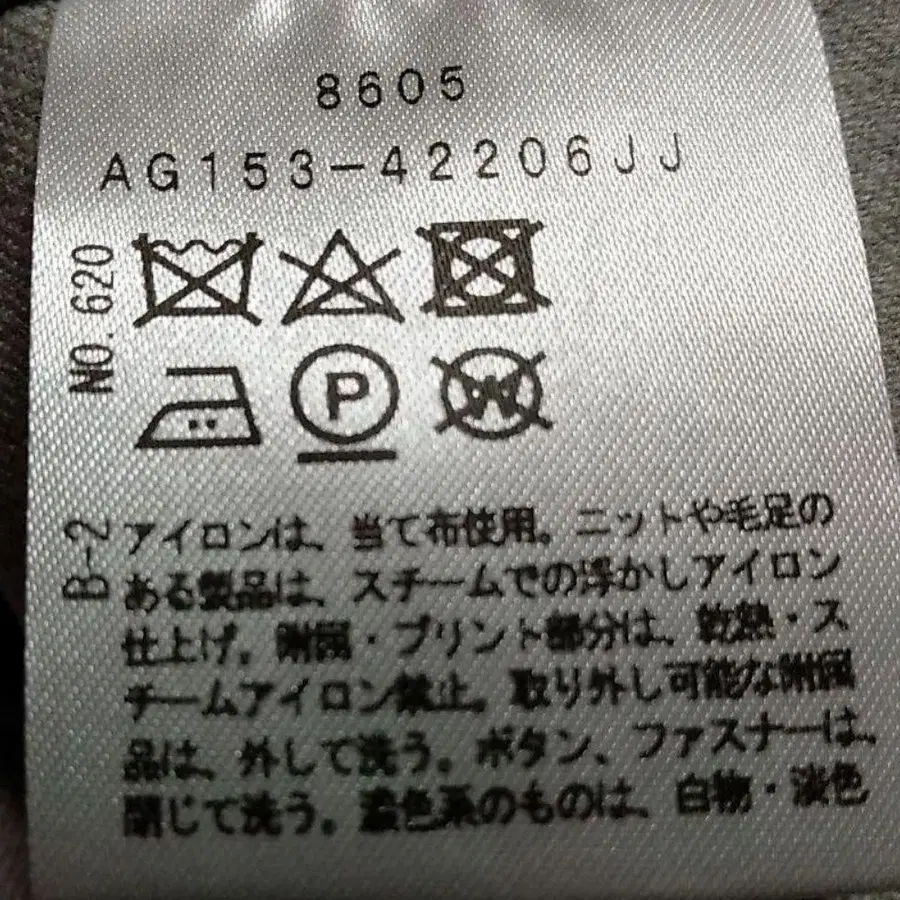 8605
AG153-42206JJ
NO.620
P
W
B-2
アイロンは、当て布使用。ニットや毛足の
ある製品は、スチームでの浮かしアイロン
仕上げ。附属・プリント部分は、乾熱・ス
チームアイロン禁止。取り外し可能な附属
品は、外して洗う。ボタン、ファスナーは、
閉じて洗う。濃色系のものは、白物・淡色